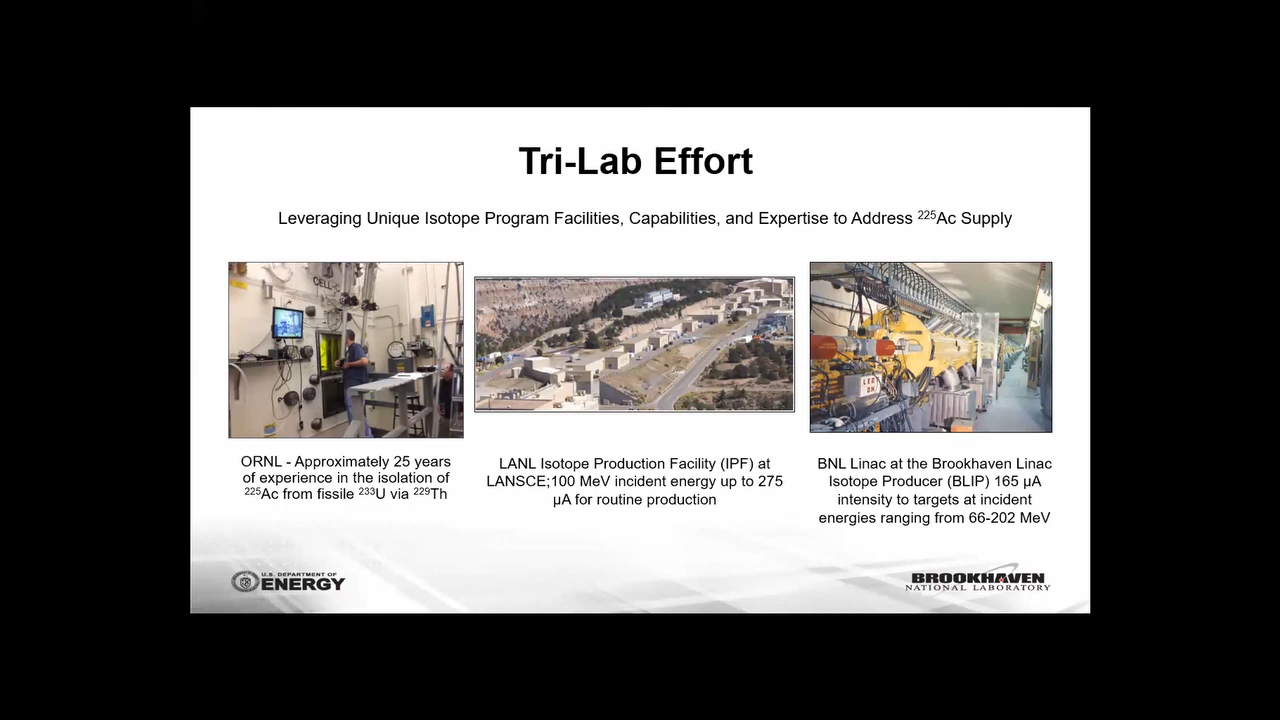 Tri-Lab Effort
Leveraging Unique Isotope Program Facilities, Capabilities, and Expertise to Address ²²⁵Ac Supply
CELL
LED
ON
ORNL - Approximately 25 years
of experience in the isolation of
²²⁵Ac from fissile ²³³U via ²²⁹Th
LANL Isotope Production Facility (IPF) at
LANSCE;100 MeV incident energy up to 275
µA for routine production
BNL Linac at the Brookhaven Linac
Isotope Producer (BLIP) 165 µA
intensity to targets at incident
energies ranging from 66-202 MeV
U.S. DEPARTMENT OF
ENERGY
BROOKHAVEN
NATIONAL LABORATORY